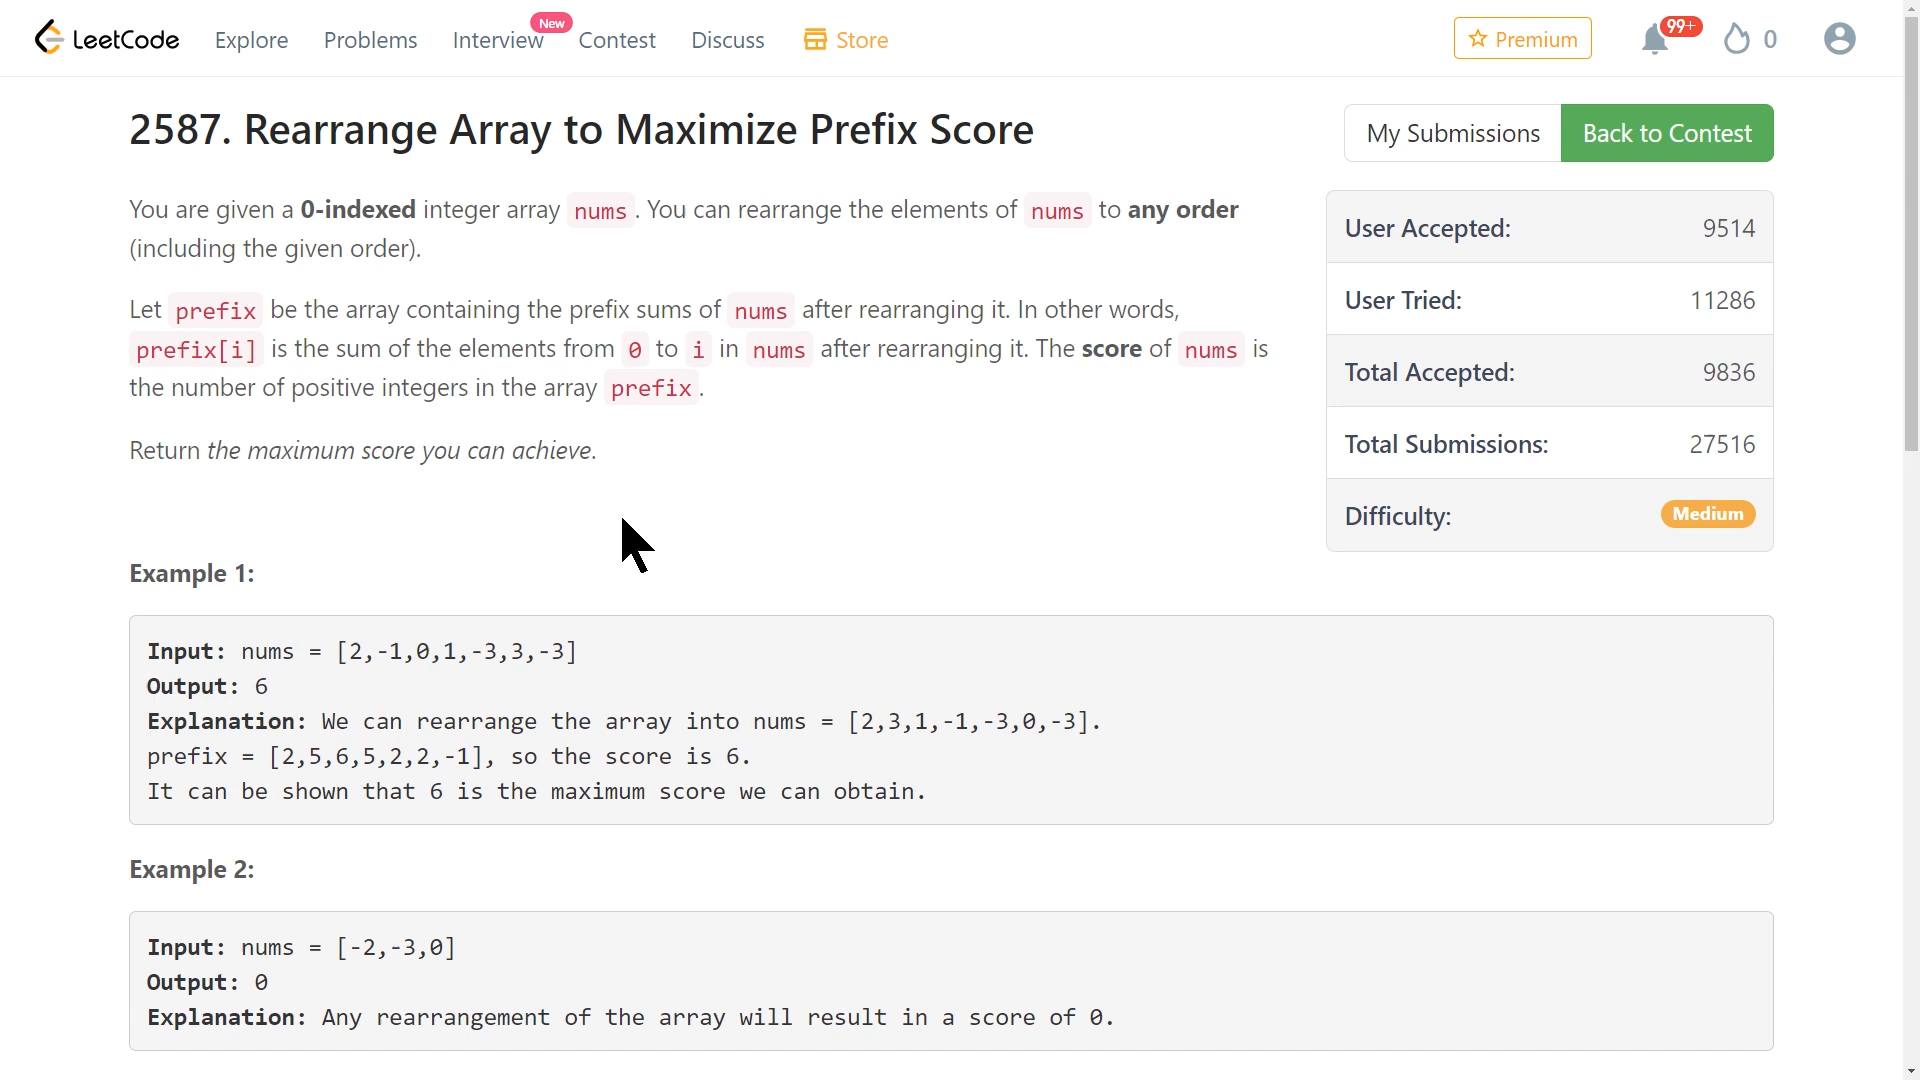 LeetCode Explore Problems Interview New Contest Discuss Store Premium 99+ 0
2587. Rearrange Array to Maximize Prefix Score
My Submissions Back to Contest
You are given a 0-indexed integer array nums. You can rearrange the elements of nums to any order
(including the given order).
Let prefix be the array containing the prefix sums of nums after rearranging it. In other words,
prefix[i] is the sum of the elements from 0 to i in nums after rearranging it. The score of nums is
the number of positive integers in the array prefix.
Return the maximum score you can achieve.
User Accepted: 9514
User Tried: 11286
Total Accepted: 9836
Total Submissions: 27516
Difficulty: Medium
Example 1:
Input: nums = [2,-1,0,1,-3,3,-3]
Output: 6
Explanation: We can rearrange the array into nums = [2,3,1,-1,-3,0,-3].
prefix = [2,5,6,5,2,2,-1], so the score is 6.
It can be shown that 6 is the maximum score we can obtain.
Example 2:
Input: nums = [-2,-3,0]
Output: 0
Explanation: Any rearrangement of the array will result in a score of 0.